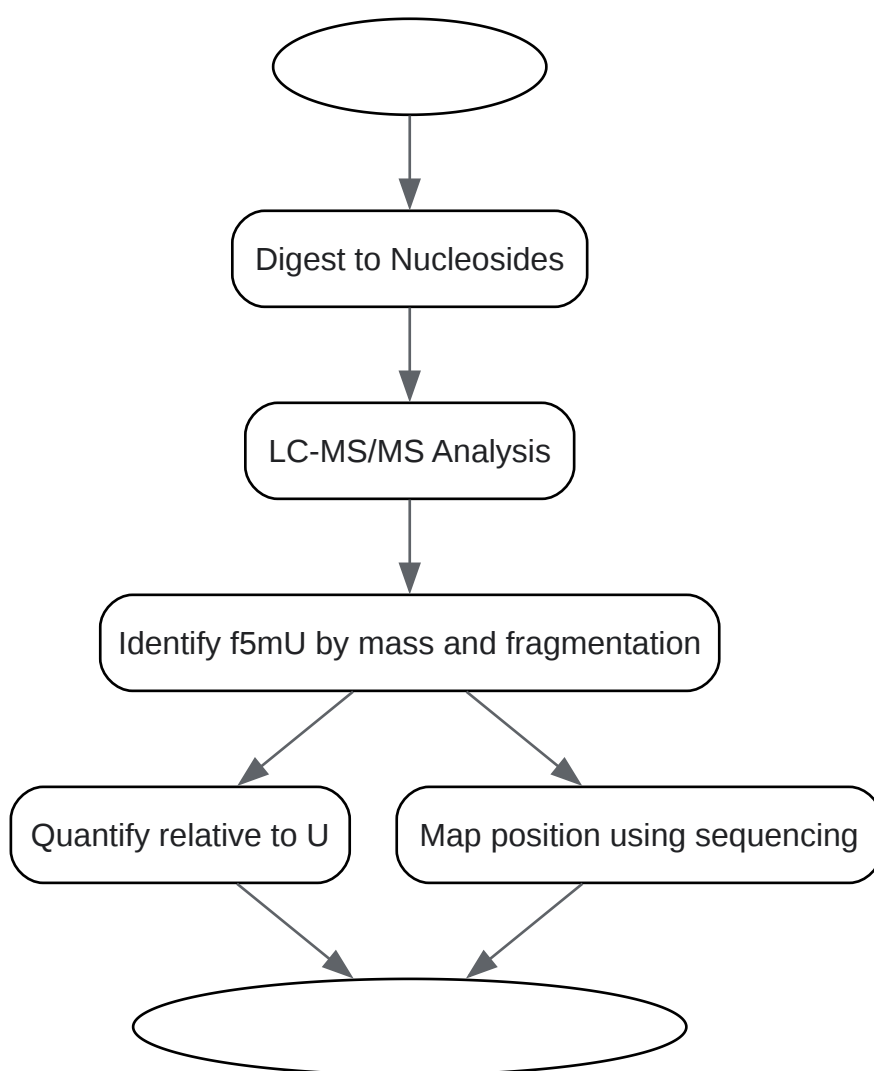 Digest to Nucleosides
LC-MS/MS Analysis
Identify f5mU by mass and fragmentation
Quantify relative to U
Map position using sequencing